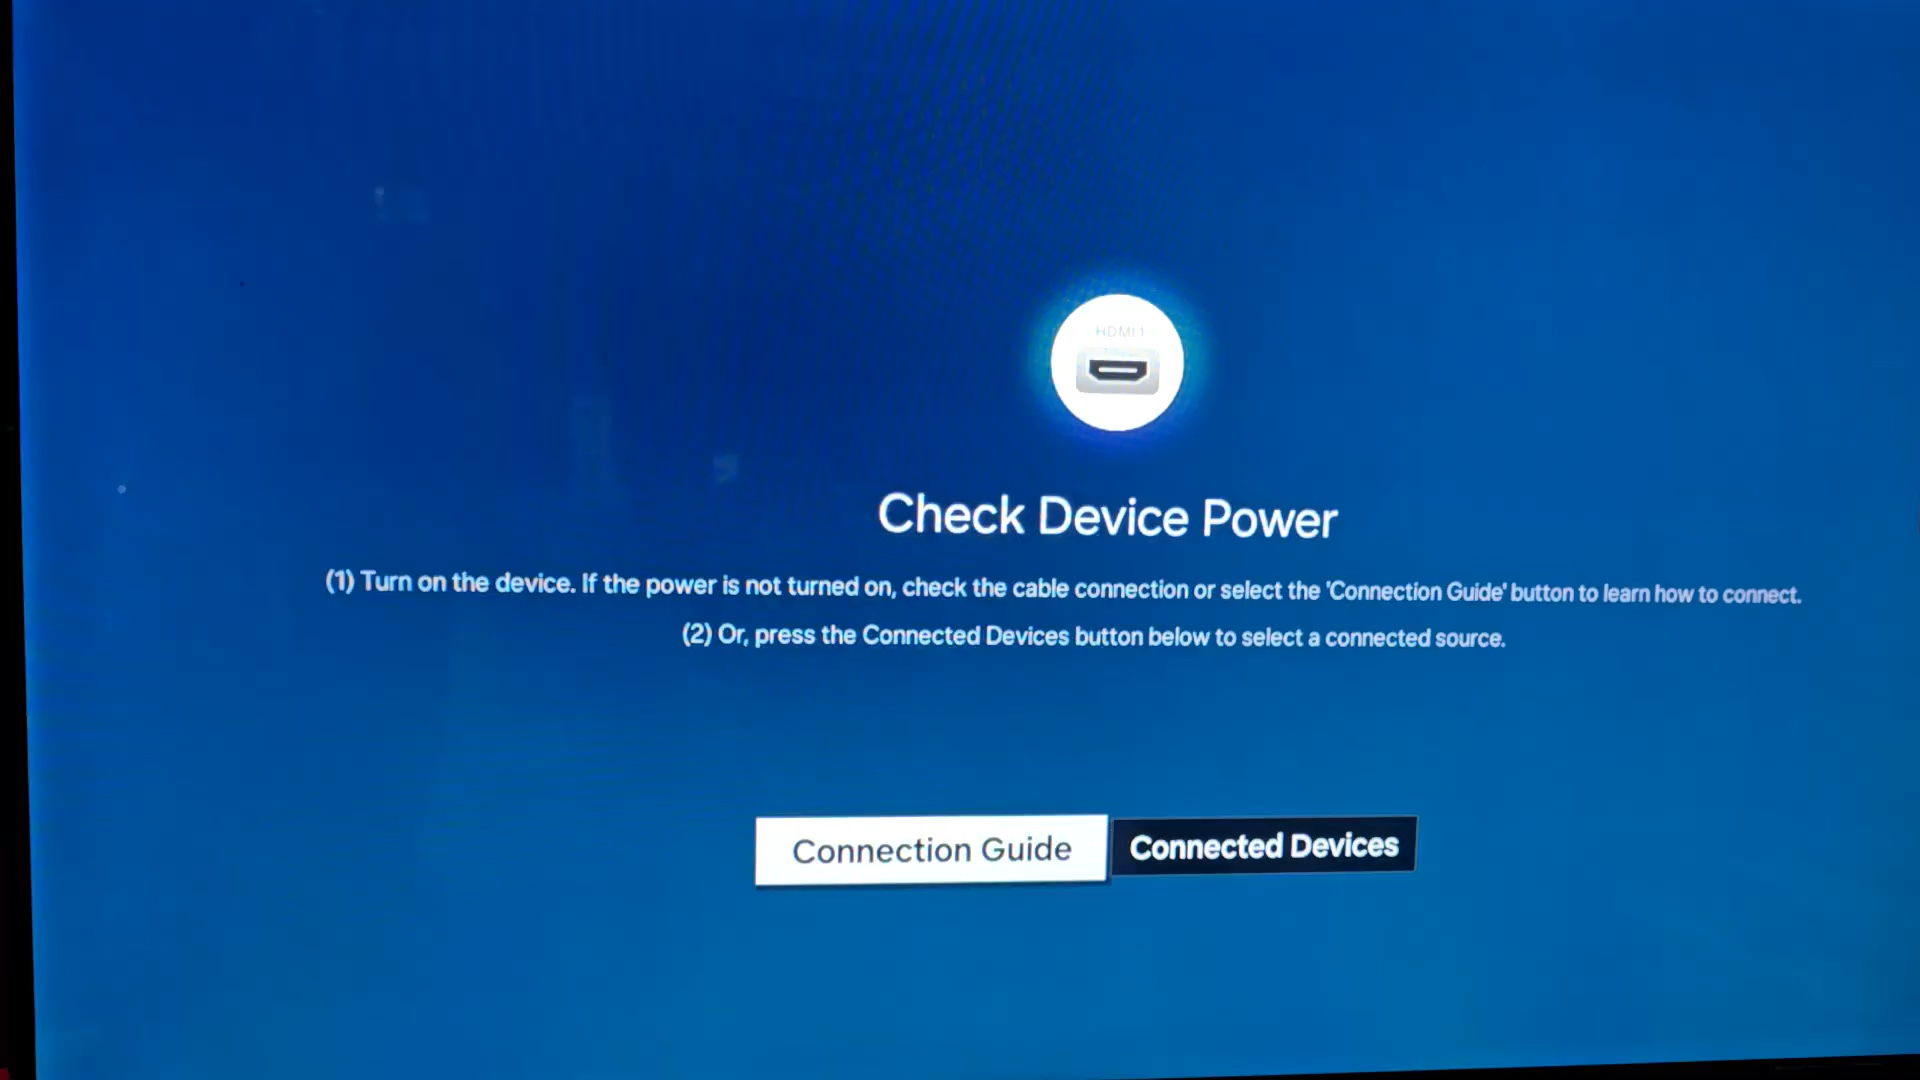 HDMI 1
Check Device Power
(1) Turn on the device. If the power is not turned on, check the cable connection or select the 'Connection Guide' button to learn how to connect.
(2) Or, press the Connected Devices button below to select a connected source.
Connection Guide
Connected Devices